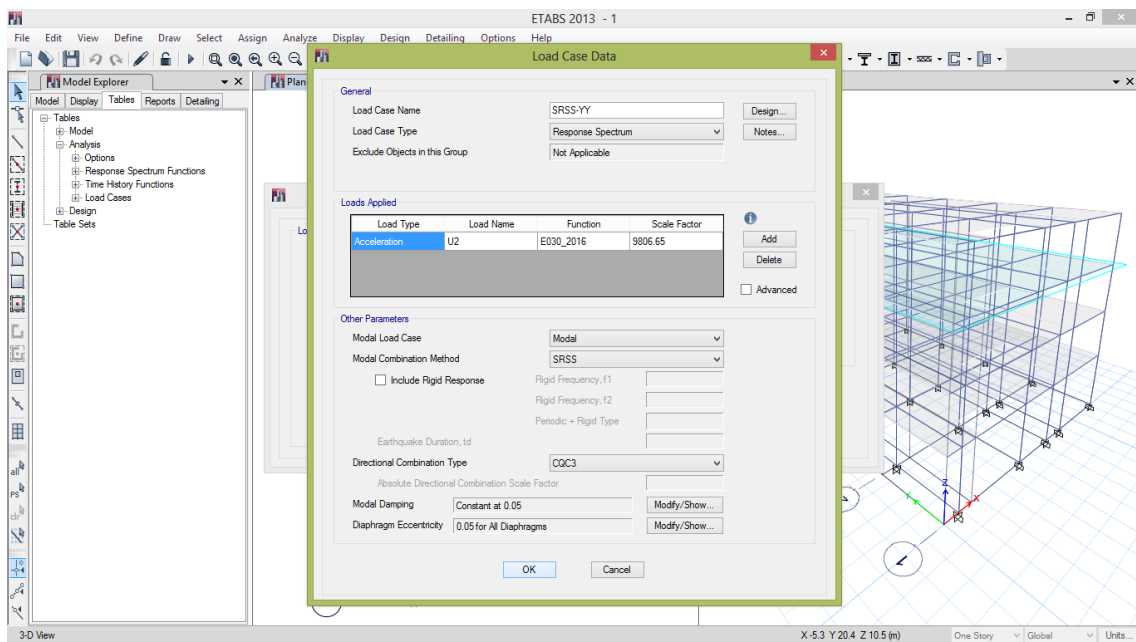 ETABS 2013 - 1
File Edit View Define Draw Select Assign Analyze Display Design Detailing Options Help
Model Explorer
Plan
Model Display Tables Reports Detailing
Tables
Model
Analysis
Options
Response Spectrum Functions
Time History Functions
Load Cases
Design
Table Sets
Lo
Load Case Data
General
Load Case Name SRSS-YY Design...
Load Case Type Response Spectrum Notes...
Exclude Objects in this Group Not Applicable
Loads Applied
Load Type Load Name Function Scale Factor
Acceleration U2 E030_2016 9806.65
Add
Delete
Advanced
Other Parameters
Modal Load Case Modal
Modal Combination Method SRSS
Include Rigid Response Rigid Frequency, f1
Rigid Frequency, f2
Periodic + Rigid Type
Earthquake Duration, td
Directional Combination Type CQC3
Absolute Directional Combination Scale Factor
Modal Damping Constant at 0.05 Modify/Show...
Diaphragm Eccentricity 0.05 for All Diaphragms Modify/Show...
OK Cancel
all
PS
clr
Z
Y X
3-D View X -5.3 Y 20.4 Z 10.5 (m) One Story Global Units...